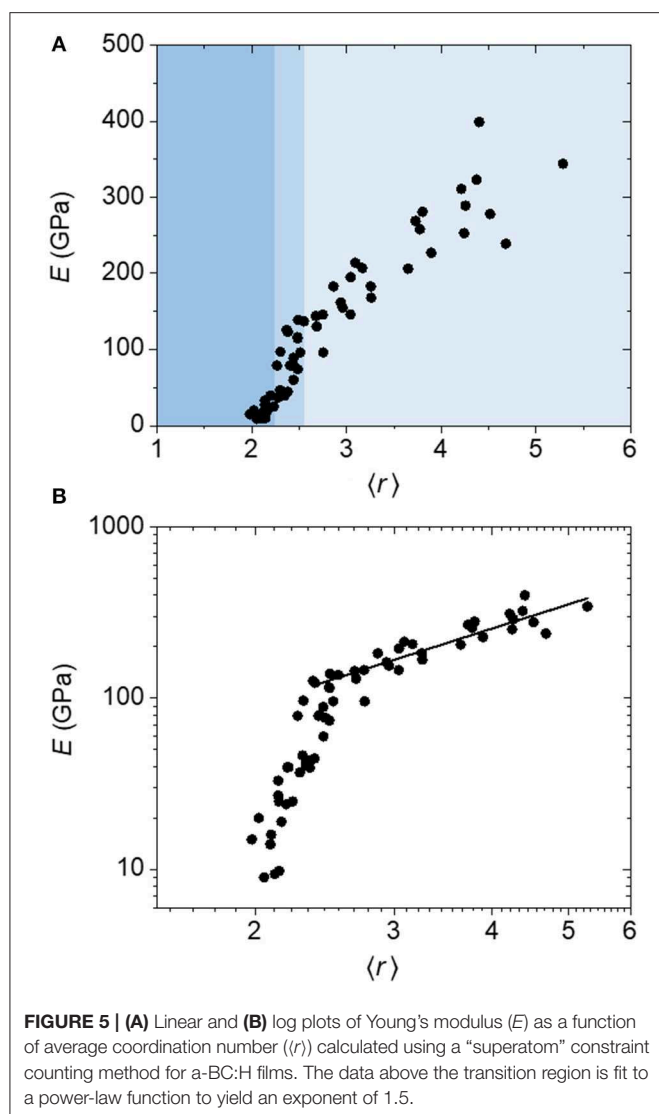 A
500
400
300
200
100
0
E (GPa)
1 2 3 4 5 6
⟨r⟩
B
1000
100
10
E (GPa)
2 3 4 5 6
⟨r⟩
FIGURE 5 | (A) Linear and (B) log plots of Young's modulus (E) as a function
of average coordination number (⟨r⟩) calculated using a “superatom” constraint
counting method for a-BC:H films. The data above the transition region is fit to
a power-law function to yield an exponent of 1.5.